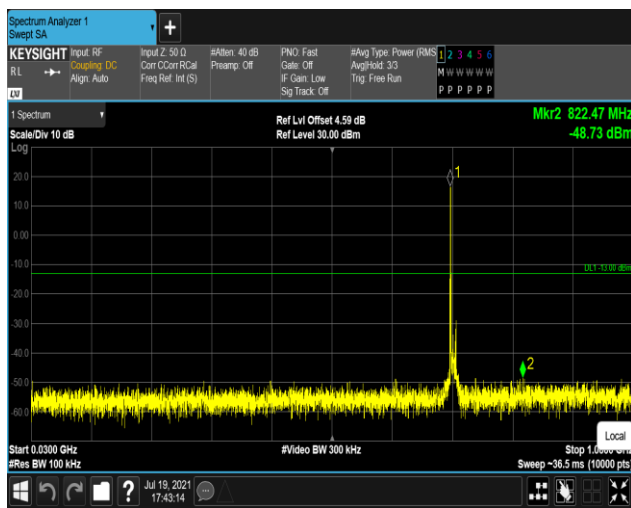 Spectrum Analyzer 1
Swept SA
+
KEYSIGHT Input: RF Input Z: 50 Ω #Atten: 40 dB PNO: Fast #Avg Type: Power (RMS 1 2 3 4 5 6
RL Coupling: DC Corr CCorr RCal Preamp: Off Gate: Off Avg|Hold: 3/3 M W W W W W
Align: Auto Freq Ref: Int (S) IF Gain: Low Trig: Free Run
LXI Sig Track: Off P P P P P P
1 Spectrum Ref Lvl Offset 4.59 dB Mkr2 822.47 MHz
Scale/Div 10 dB Ref Level 30.00 dBm -48.73 dBm
Log
1
20.0
10.0
0.00
-10.0
DL1 -13.00 dBm
-20.0
-30.0
-40.0
2
-50.0
-60.0
Local
Start 0.0300 GHz #Video BW 300 kHz Stop
#Res BW 100 kHz Sweep ~36.5 ms (10000 pts)
? Jul 19, 2021
17:43:14